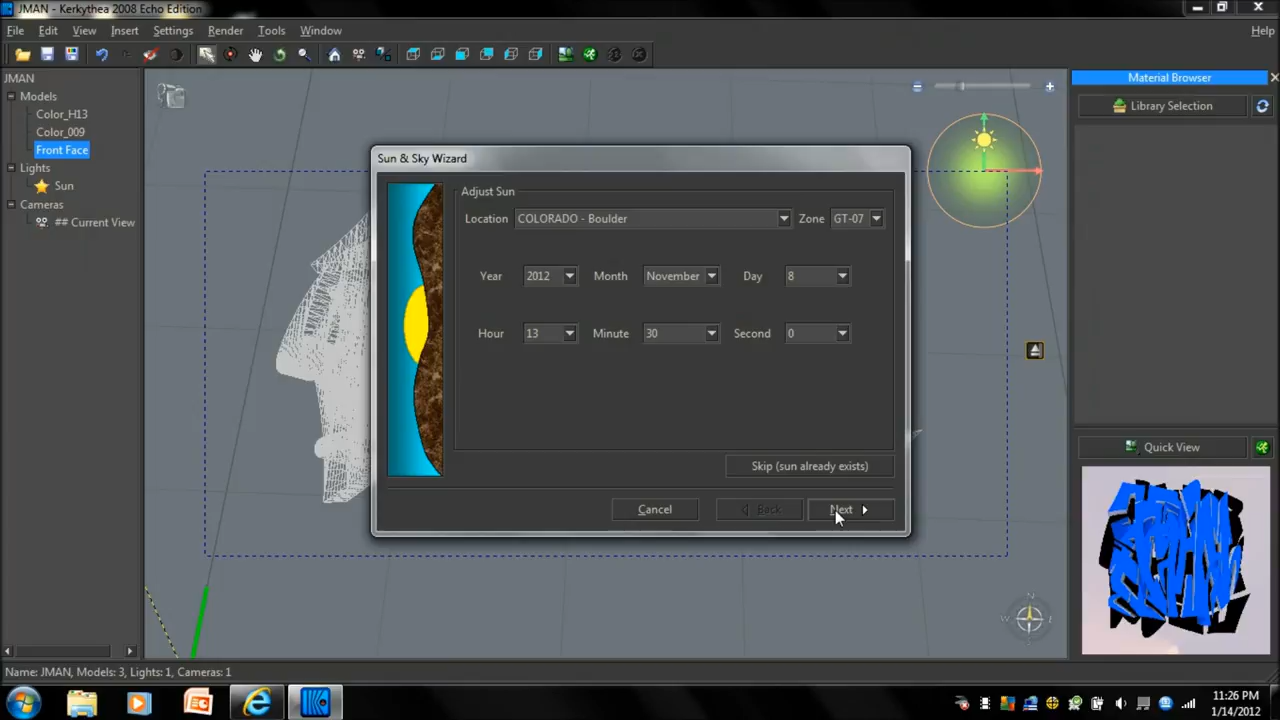 JMAN - Kerkythea 2008 Echo Edition
File Edit View Insert Settings Render Tools Window Help
JMAN
Models
Color_H13
Color_009
Front Face
Lights
Sun
Cameras
## Current View
Sun & Sky Wizard
Adjust Sun
Location COLORADO - Boulder Zone GT-07
Year 2012 Month November Day 8
Hour 13 Minute 30 Second 0
Skip (sun already exists)
Cancel Back Next
Material Browser
Library Selection
Quick View
N
W E
Name: JMAN, Models: 3, Lights: 1, Cameras: 1
11:26 PM
1/14/2012